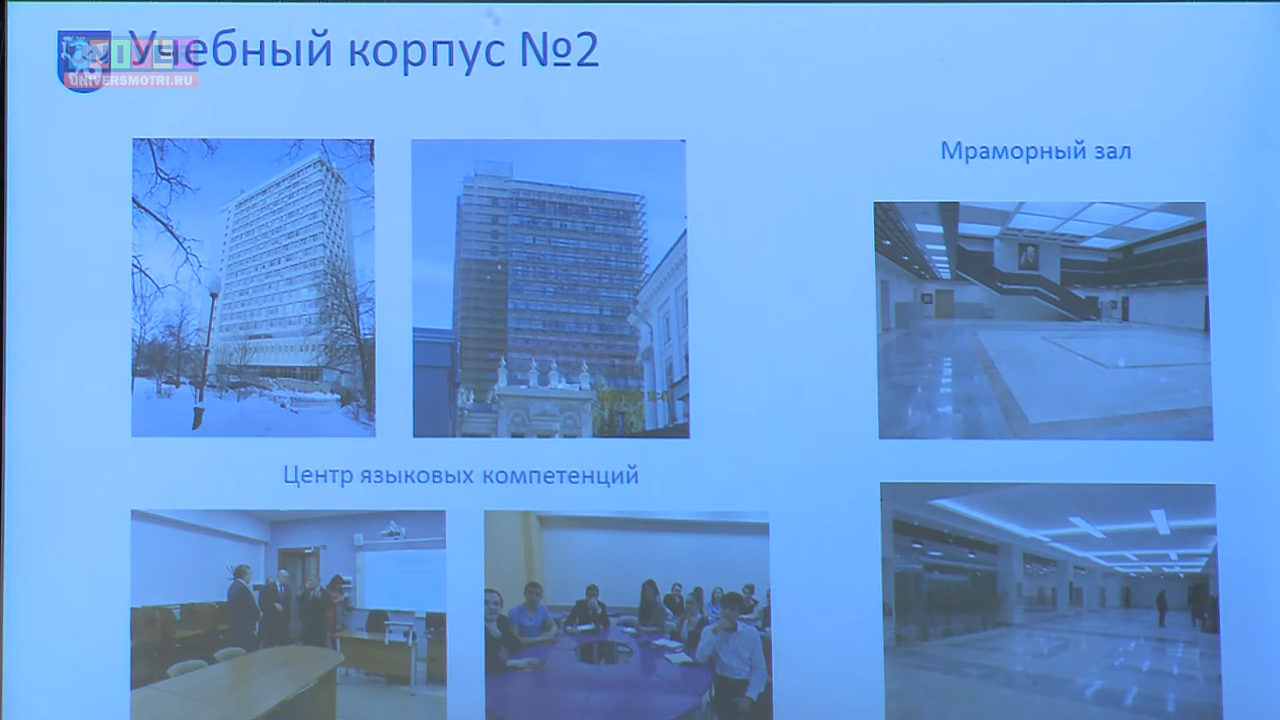 Учебный корпус №2
UNIVERSMOTRI.RU
Мраморный зал
Центр языковых компетенций